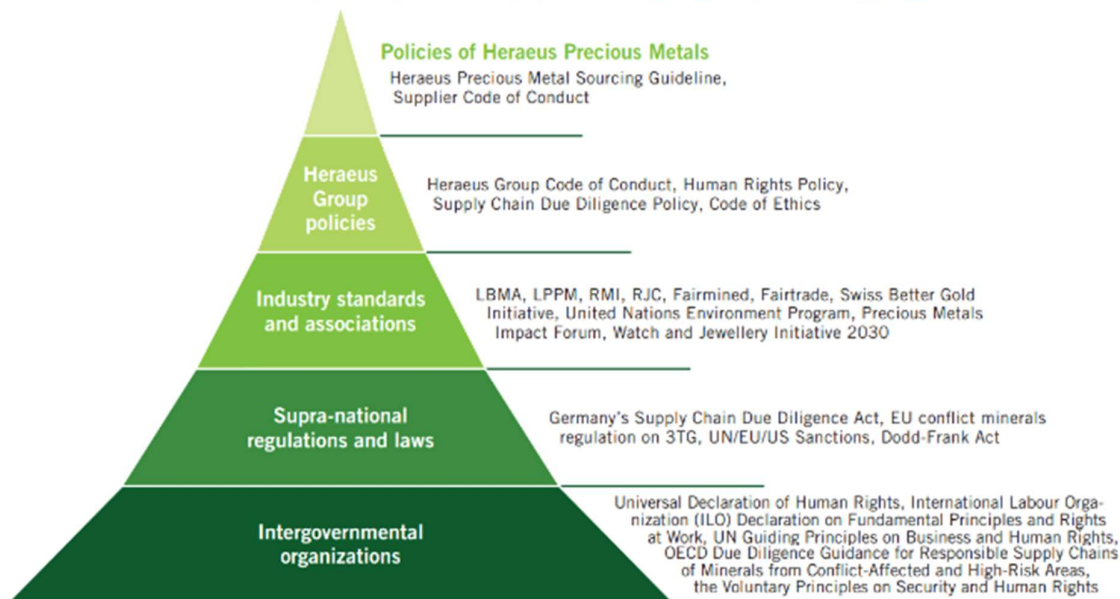 Policies of Heraeus Precious Metals
Heraeus Precious Metal Sourcing Guideline,
Supplier Code of Conduct
Heraeus
Group
policies
Heraeus Group Code of Conduct, Human Rights Policy,
Supply Chain Due Diligence Policy, Code of Ethics
Industry standards
and associations
LBMA, LPPM, RMI, RJC, Fairmined, Fairtrade, Swiss Better Gold
Initiative, United Nations Environment Program, Precious Metals
Impact Forum, Watch and Jewellery Initiative 2030
Supra-national
regulations and laws
Germany's Supply Chain Due Diligence Act, EU conflict minerals
regulation on 3TG, UN/EU/US Sanctions, Dodd-Frank Act
Intergovernmental
organizations
Universal Declaration of Human Rights, International Labour Orga-
nization (ILO) Declaration on Fundamental Principles and Rights
at Work, UN Guiding Principles on Business and Human Rights,
OECD Due Diligence Guidance for Responsible Supply Chains
of Minerals from Conflict-Affected and High-Risk Areas,
the Voluntary Principles on Security and Human Rights